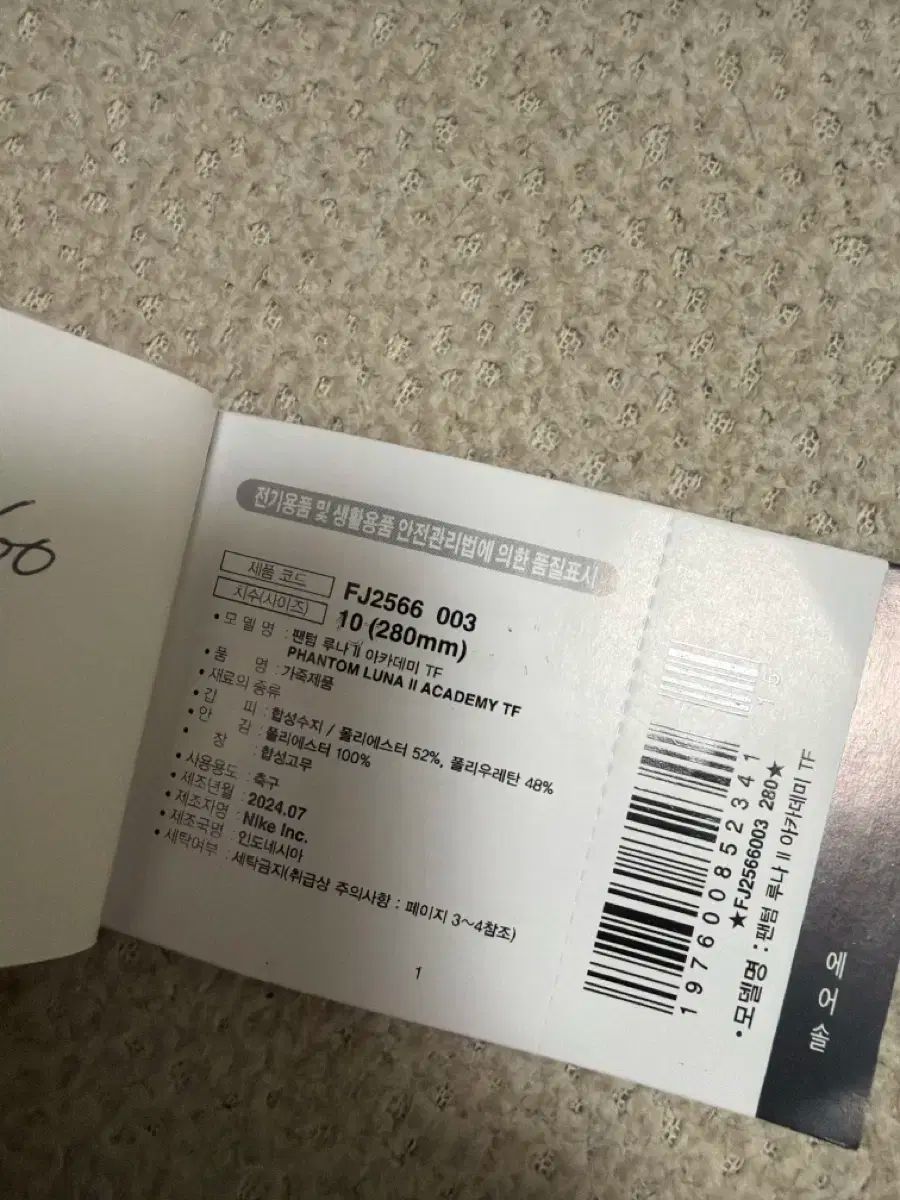 60
전기용품 및 생활용품 안전관리법에 의한 품질표시
제품 코드 FJ2566 003
치수(사이즈) 10 (280mm)
• 모 델 명 : 팬텀 루나 II 아카데미 TF
PHANTOM LUNA II ACADEMY TF
• 품 명 : 가죽제품
• 재료의 종류
• 겉 피 : 합성수지 / 폴리에스터 52%, 폴리우레탄 48%
• 안 감 : 폴리에스터 100%
• 창 : 합성고무
• 사용용도 : 축구
• 제조년월 : 2024.07
• 제조자명 : Nike Inc.
• 제조국명 : 인도네시아
• 세탁여부 : 세탁금지(취급상 주의사항 : 페이지 3~4참조)
1
5
197600852341
★FJ2566003 280★
• 모델명 : 팬텀 루나 II 아카데미 TF
에어솔